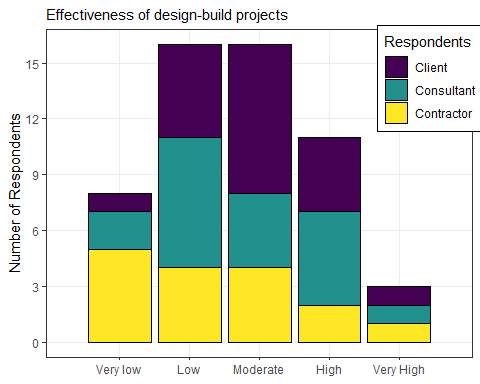 Effectiveness of design-build projects
Respondents
Client
Consultant
Contractor
Number of Respondents
15
12
9
6
3
0
Very low
Low
Moderate
High
Very High